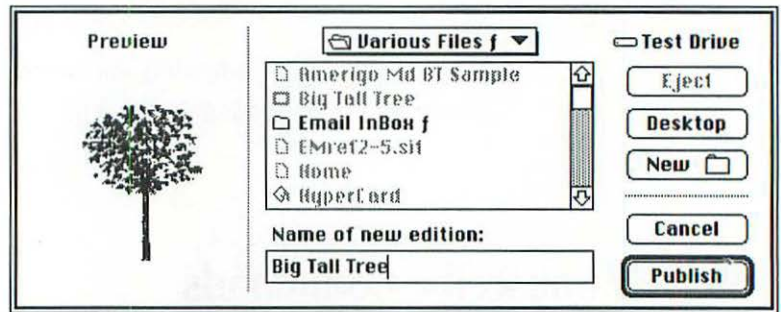 Preview
Various Files ƒ
Amerigo Md BT Sample
Big Tall Tree
Email InBox ƒ
EMref2-5.sit
Home
HyperCard
Name of new edition:
Big Tall Tree
Test Drive
Eject
Desktop
New
Cancel
Publish